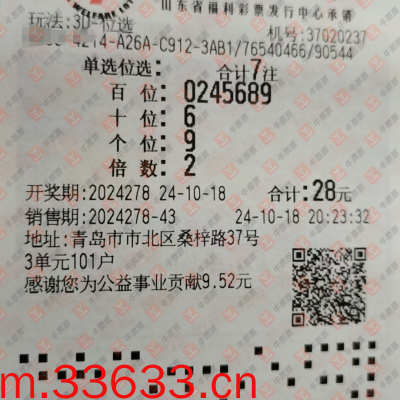 山东省福利彩票发行中心承销
玩法:3D-位选
机号:37020237
4214-A26A-C912-3AB1/76540466/90544
单选位选: 合计7注
百 位: 0245689
十 位: 6
个 位: 9
倍 数: 2
开奖期:2024278 24-10-18 合计:28元
销售期:2024278-43 24-10-18 20:23:32
地址:青岛市市北区桑梓路37号
3单元101户
感谢您为公益事业贡献9.52元
m.33633.cn